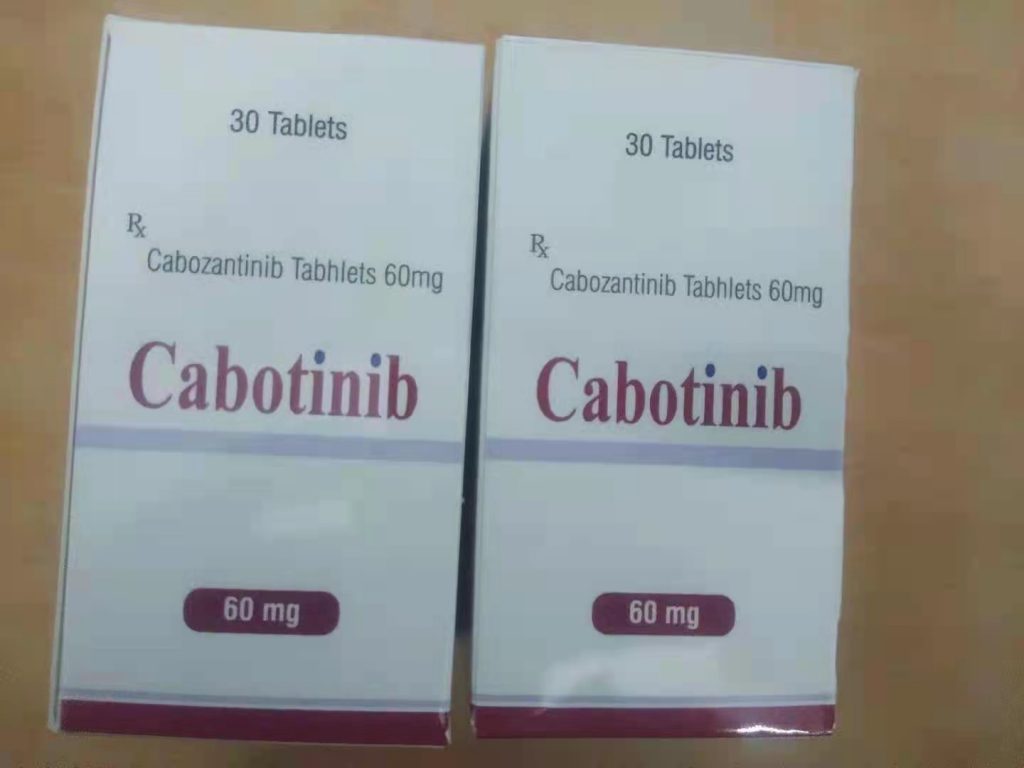 30 Tablets
Rx
Cabozantinib Tabhlets 60mg
Cabotinib
60 mg
30 Tablets
Rx
Cabozantinib Tabhlets 60mg
Cabotinib
60 mg